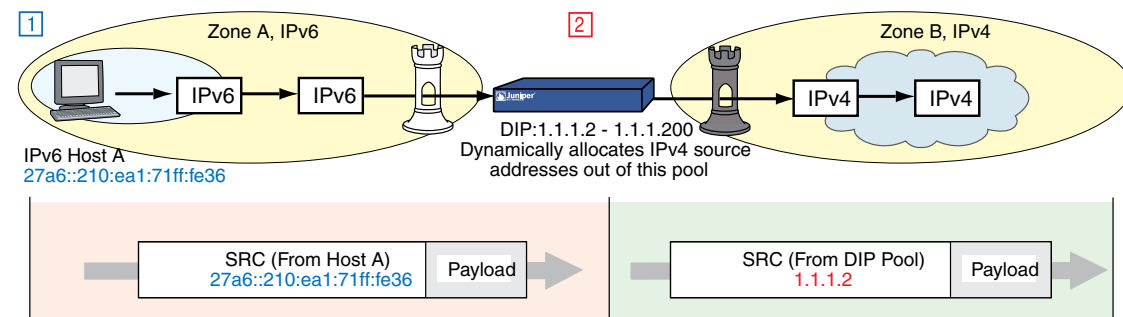 1
Zone A, IPv6
2
Zone B, IPv4
IPv6
IPv6
Juniper
IPv4
IPv4
DIP:1.1.1.2 - 1.1.1.200
Dynamically allocates IPv4 source
addresses out of this pool
IPv6 Host A
27a6::210:ea1:71ff:fe36
SRC (From Host A)
27a6::210:ea1:71ff:fe36
Payload
SRC (From DIP Pool)
1.1.1.2
Payload